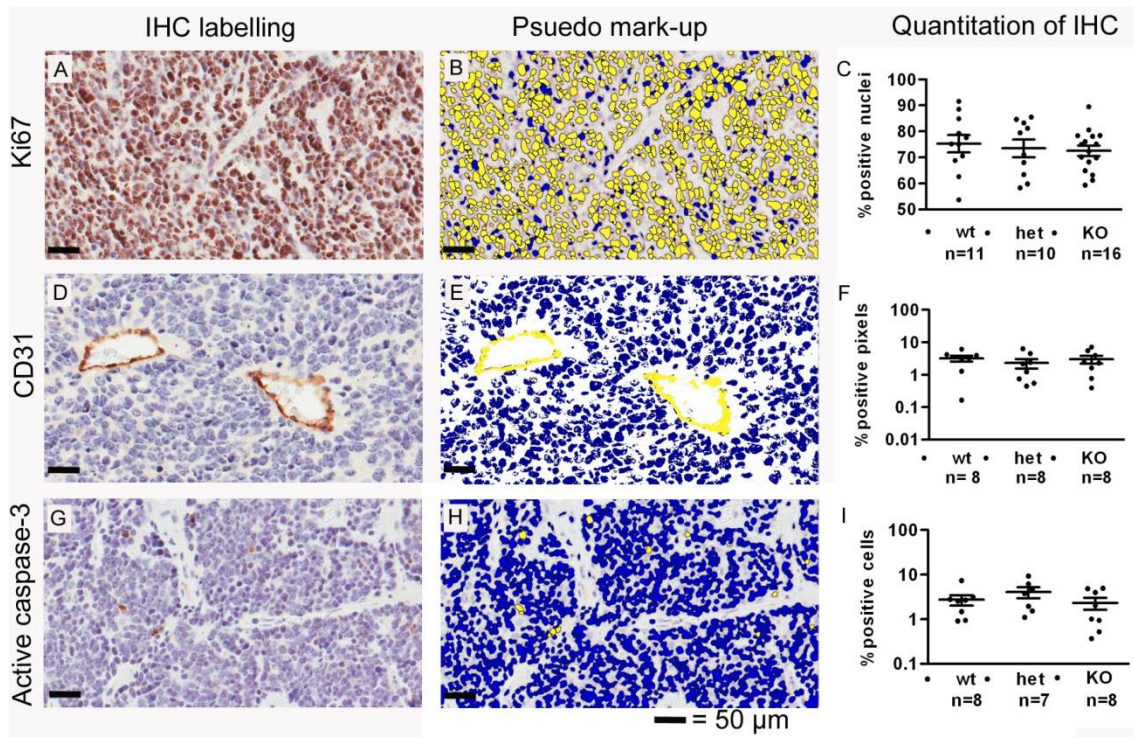 IHC labelling
Psuedo mark-up
Quantitation of IHC
Ki67
A
B
C
%positive nuclei
100
90
80
70
60
50
• wt • het • KO
n=11 n=10 n=16
CD31
D
E
F
%positive pixels
100
10
1
0.1
0.01
• wt • het • KO
n= 8 n=8 n=8
Active caspase-3
G
H
I
%positive cells
100
10
1
0.1
• wt • het • KO
n=8 n=7 n=8
= 50 µm